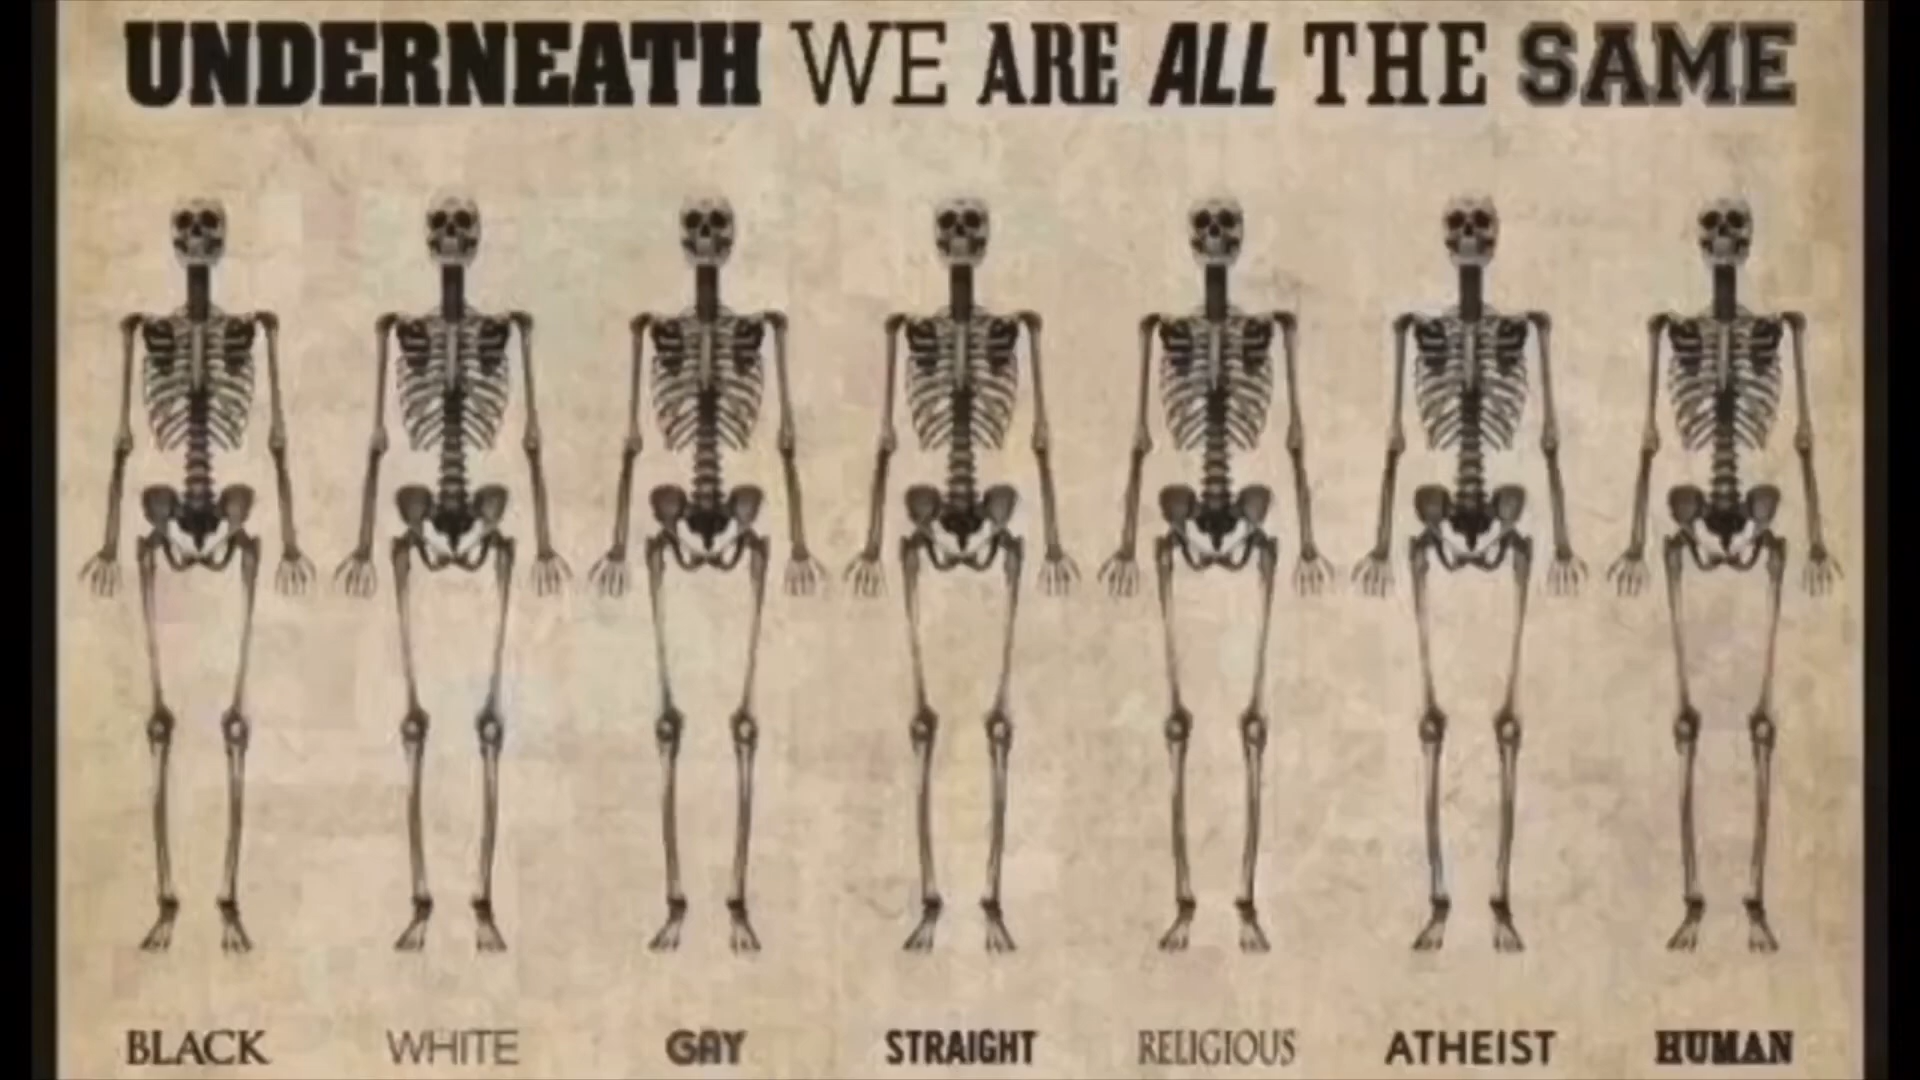 UNDERNEATH WE ARE ALL THE SAME
BLACK WHITE GAY STRAIGHT RELIGIOUS ATHEIST HUMAN